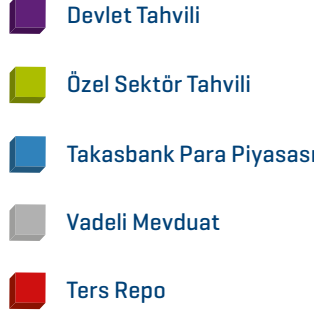 Devlet Tahvili
Özel Sektör Tahvili
Takasbank Para Piyasası
Vadeli Mevduat
Ters Repo